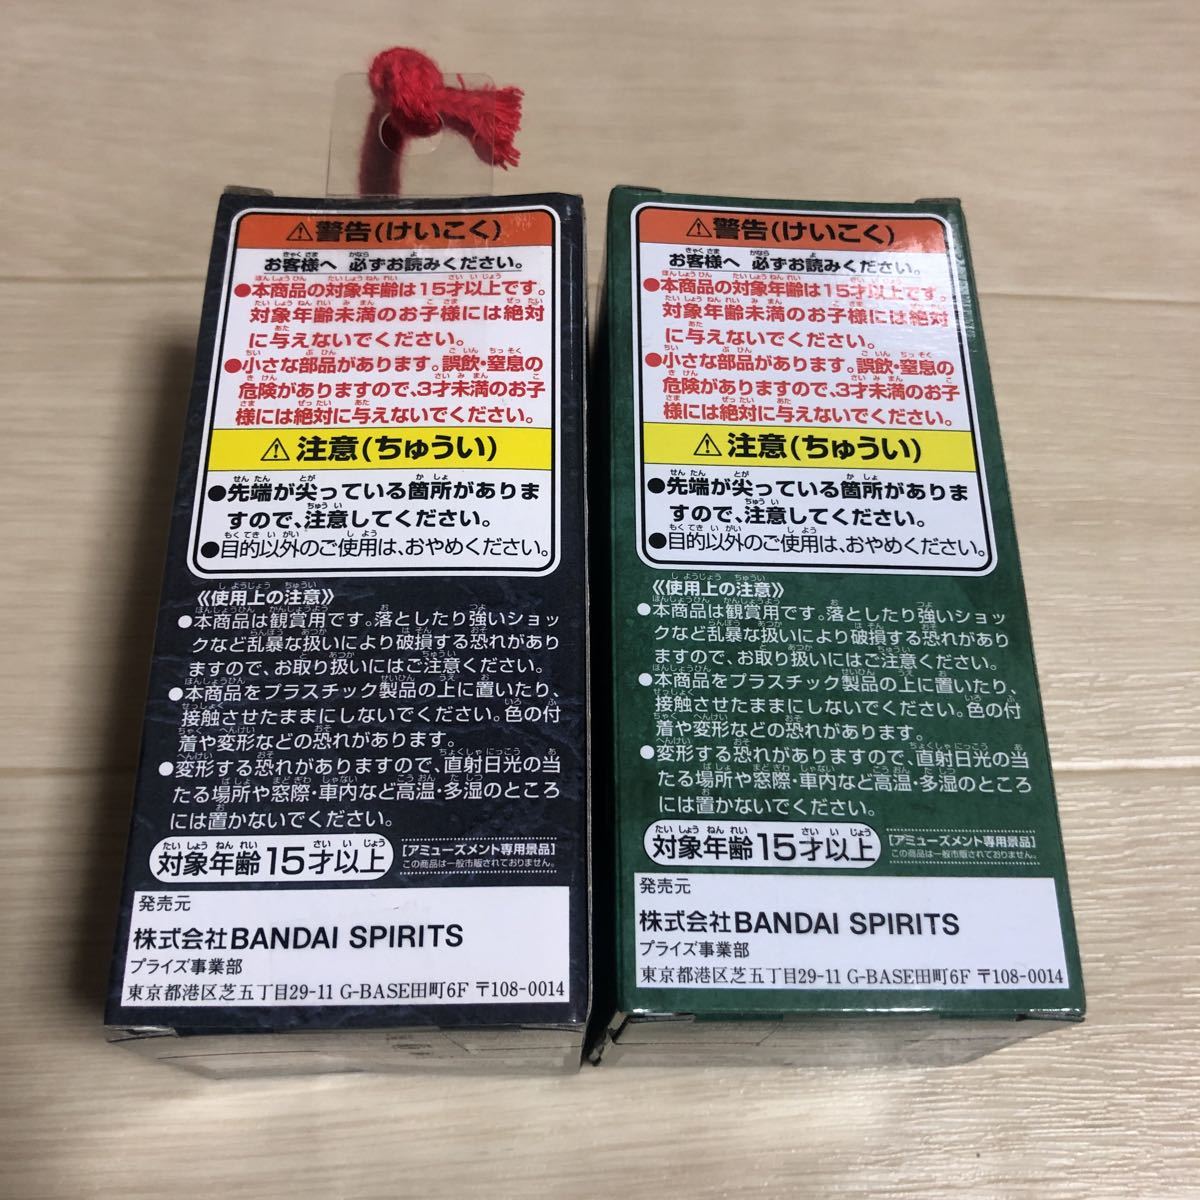 ⚠警告(けいこく)
お客様へ 必ずお読みください。
●本商品の対象年齢は15才以上です。
対象年齢未満のお子様には絶対
に与えないでください。
●小さな部品があります。誤飲・窒息の
危険がありますので、3才未満のお子
様には絶対に与えないでください。
⚠注意(ちゅうい)
●先端が尖っている箇所がありま
すので、注意してください。
●目的以外のご使用は、おやめください。
《使用上の注意》
●本商品は観賞用です。落としたり強いショッ
クなど乱暴な扱いにより破損する恐れがあり
ますので、お取り扱いにはご注意ください。
●本商品をプラスチック製品の上に置いたり、
接触させたままにしないでください。色の付
着や変形などの恐れがあります。
●変形する恐れがありますので、直射日光の当
たる場所や窓際・車内など高温・多湿のところ
には置かないでください。
対象年齢15才以上
【アミューズメント専用景品】
この商品は一般市販されておりません。
発売元
株式会社BANDAI SPIRITS
プライズ事業部
東京都港区芝五丁目29-11 G-BASE田町6F 〒108-0014
⚠警告(けいこく)
お客様へ 必ずお読みください。
●本商品の対象年齢は15才以上です。
対象年齢未満のお子様には絶対
に与えないでください。
●小さな部品があります。誤飲・窒息の
危険がありますので、3才未満のお子
様には絶対に与えないでください。
⚠注意(ちゅうい)
●先端が尖っている箇所がありま
すので、注意してください。
●目的以外のご使用は、おやめください。
《使用上の注意》
●本商品は観賞用です。落としたり強いショッ
クなど乱暴な扱いにより破損する恐れがあり
ますので、お取り扱いにはご注意ください。
●本商品をプラスチック製品の上に置いたり、
接触させたままにしないでください。色の付
着や変形などの恐れがあります。
●変形する恐れがありますので、直射日光の当
たる場所や窓際・車内など高温・多湿のところ
には置かないでください。
対象年齢15才以上
【アミューズメント専用景品】
この商品は一般市販されておりません。
発売元
株式会社BANDAI SPIRITS
プライズ事業部
東京都港区芝五丁目29-11 G-BASE田町6F 〒108-0014